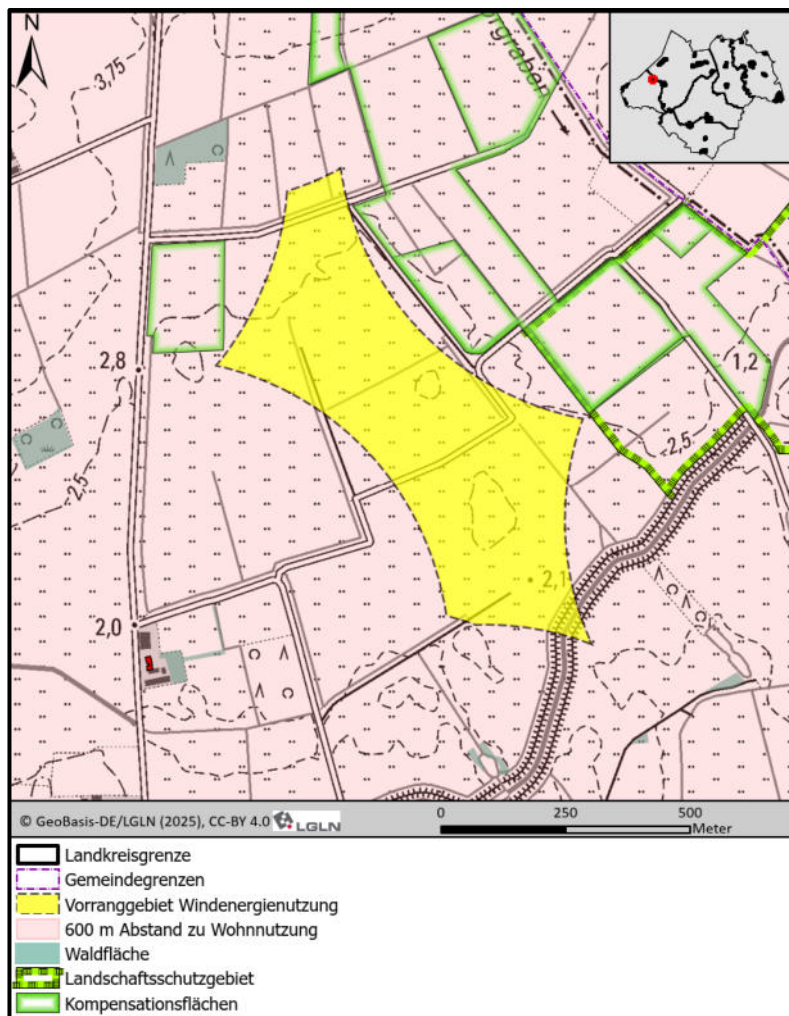 N
3,75
graben
2,8
1,2
2,5
2,5
2,1
2,0
© GeoBasis-DE/LGLN (2025), CC-BY 4.0 LGLN
0 250 500
Meter
Landkreisgrenze
Gemeindegrenzen
Vorranggebiet Windenergienutzung
600 m Abstand zu Wohnnutzung
Waldfläche
Landschaftsschutzgebiet
Kompensationsflächen